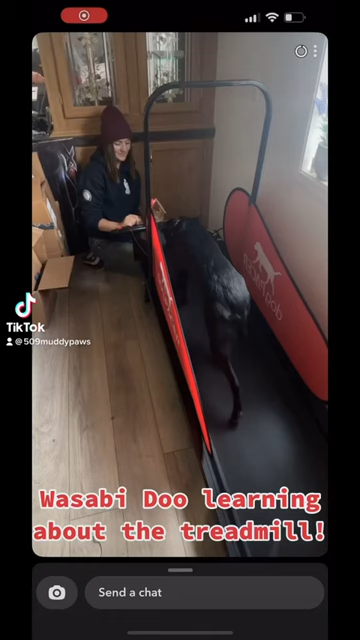 TikTok
@509muddypaws
Wasabi Doo learning
about the treadmill!
Send a chat